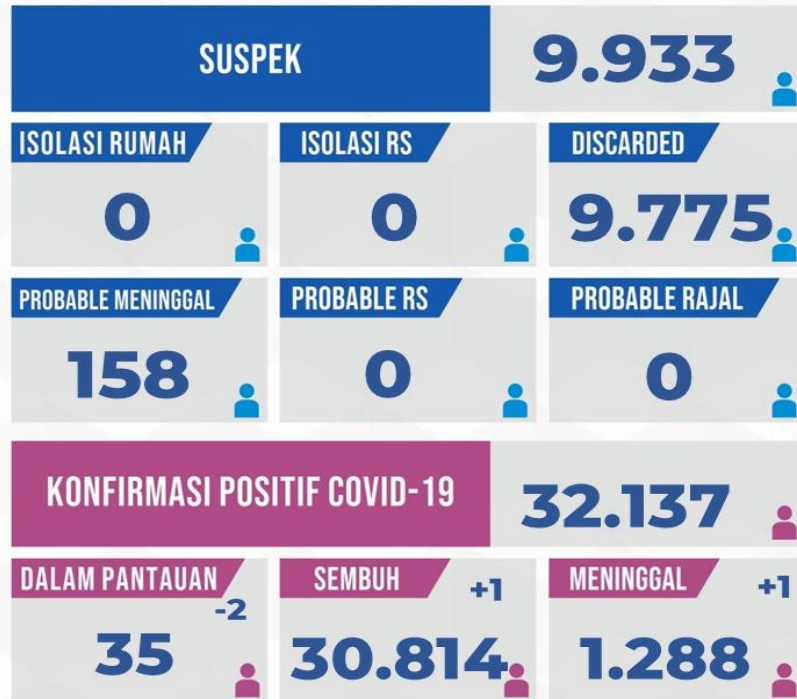 SUSPEK 9.933
ISOLASI RUMAH ISOLASI RS DISCARDED
0 0 9.775
PROBABLE MENINGGAL PROBABLE RS PROBABLE RAJAL
158 0 0
KONFIRMASI POSITIF COVID-19 32.137
DALAM PANTAUAN SEMBUH MENINGGAL
-2 +1 +1
35 30.814 1.288